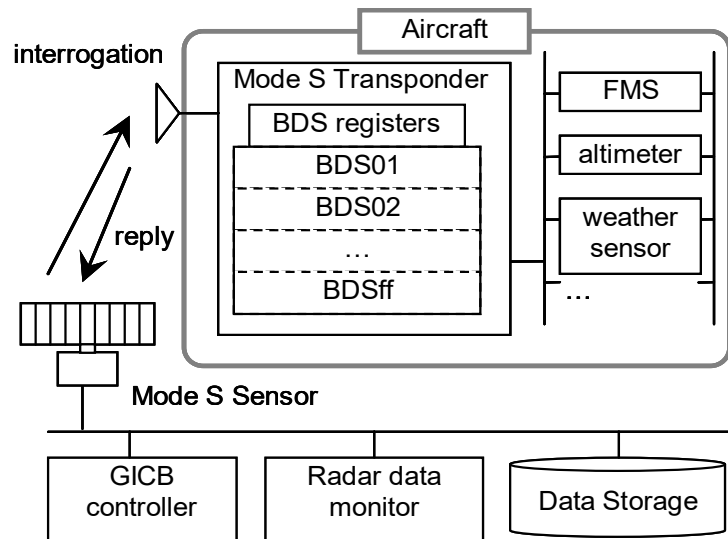 Aircraft
interrogation
Mode S Transponder
BDS registers
BDS01
BDS02
...
BDSff
FMS
altimeter
weather
sensor
...
reply
Mode S Sensor
GICB
controller
Radar data
monitor
Data Storage